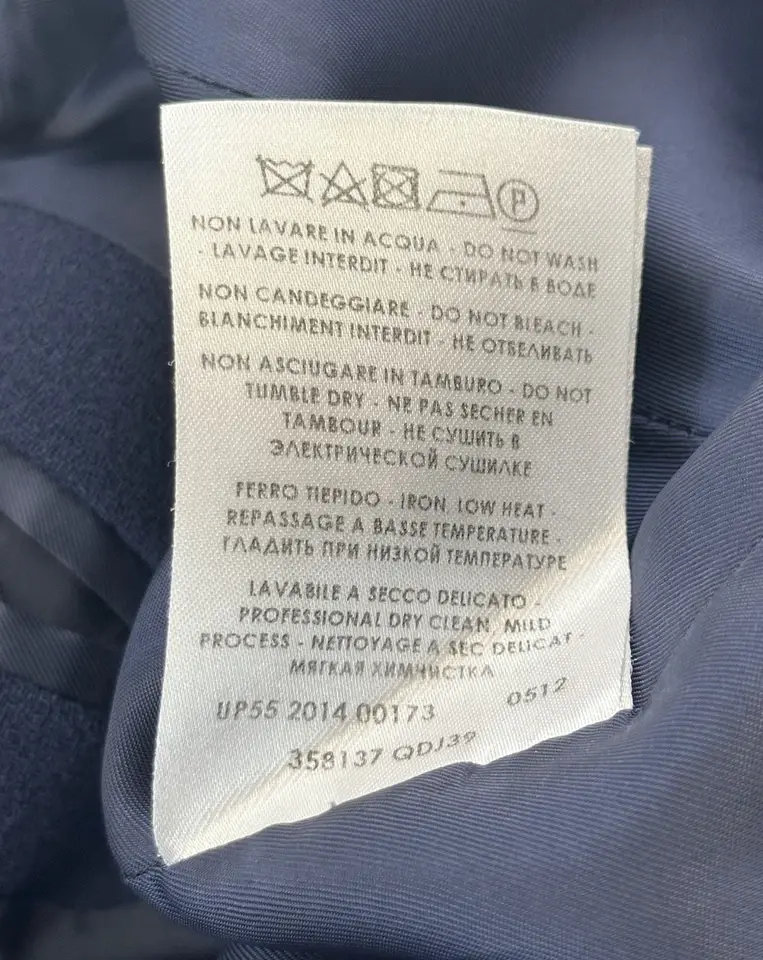 P
NON LAVARE IN ACQUA - DO NOT WASH
- LAVAGE INTERDIT - НЕ СТИРАТЬ В ВОДЕ
NON CANDEGGIARE - DO NOT BLEACH -
BLANCHIMENT INTERDIT - НЕ ОТБЕЛИВАТЬ
NON ASCIUGARE IN TAMBURO - DO NOT
TUMBLE DRY - NE PAS SECHER EN
TAMBOUR - НЕ СУШИТЬ В
ЭЛЕКТРИЧЕСКОЙ СУШИЛКЕ
FERRO TIEPIDO - IRON, LOW HEAT -
REPASSAGE A BASSE TEMPERATURE -
ГЛАДИТЬ ПРИ НИЗКОЙ ТЕМПЕРАТУРЕ
LAVABILE A SECCO DELICATO -
PROFESSIONAL DRY CLEAN, MILD
PROCESS - NETTOYAGE A SEC DELICAT -
МЯГКАЯ ХИМЧИСТКА
UP55 2014 00173 0512
358137 QDJ39